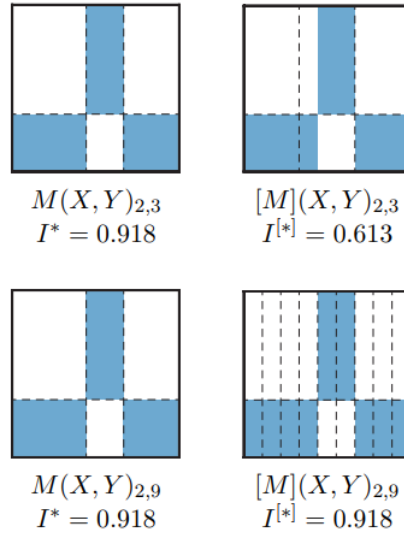 M(X, Y)₂,₃
[M](X, Y)₂,₃
I* = 0.918
I[*] = 0.613
M(X, Y)₂,₉
[M](X, Y)₂,₉
I* = 0.918
I[*] = 0.918